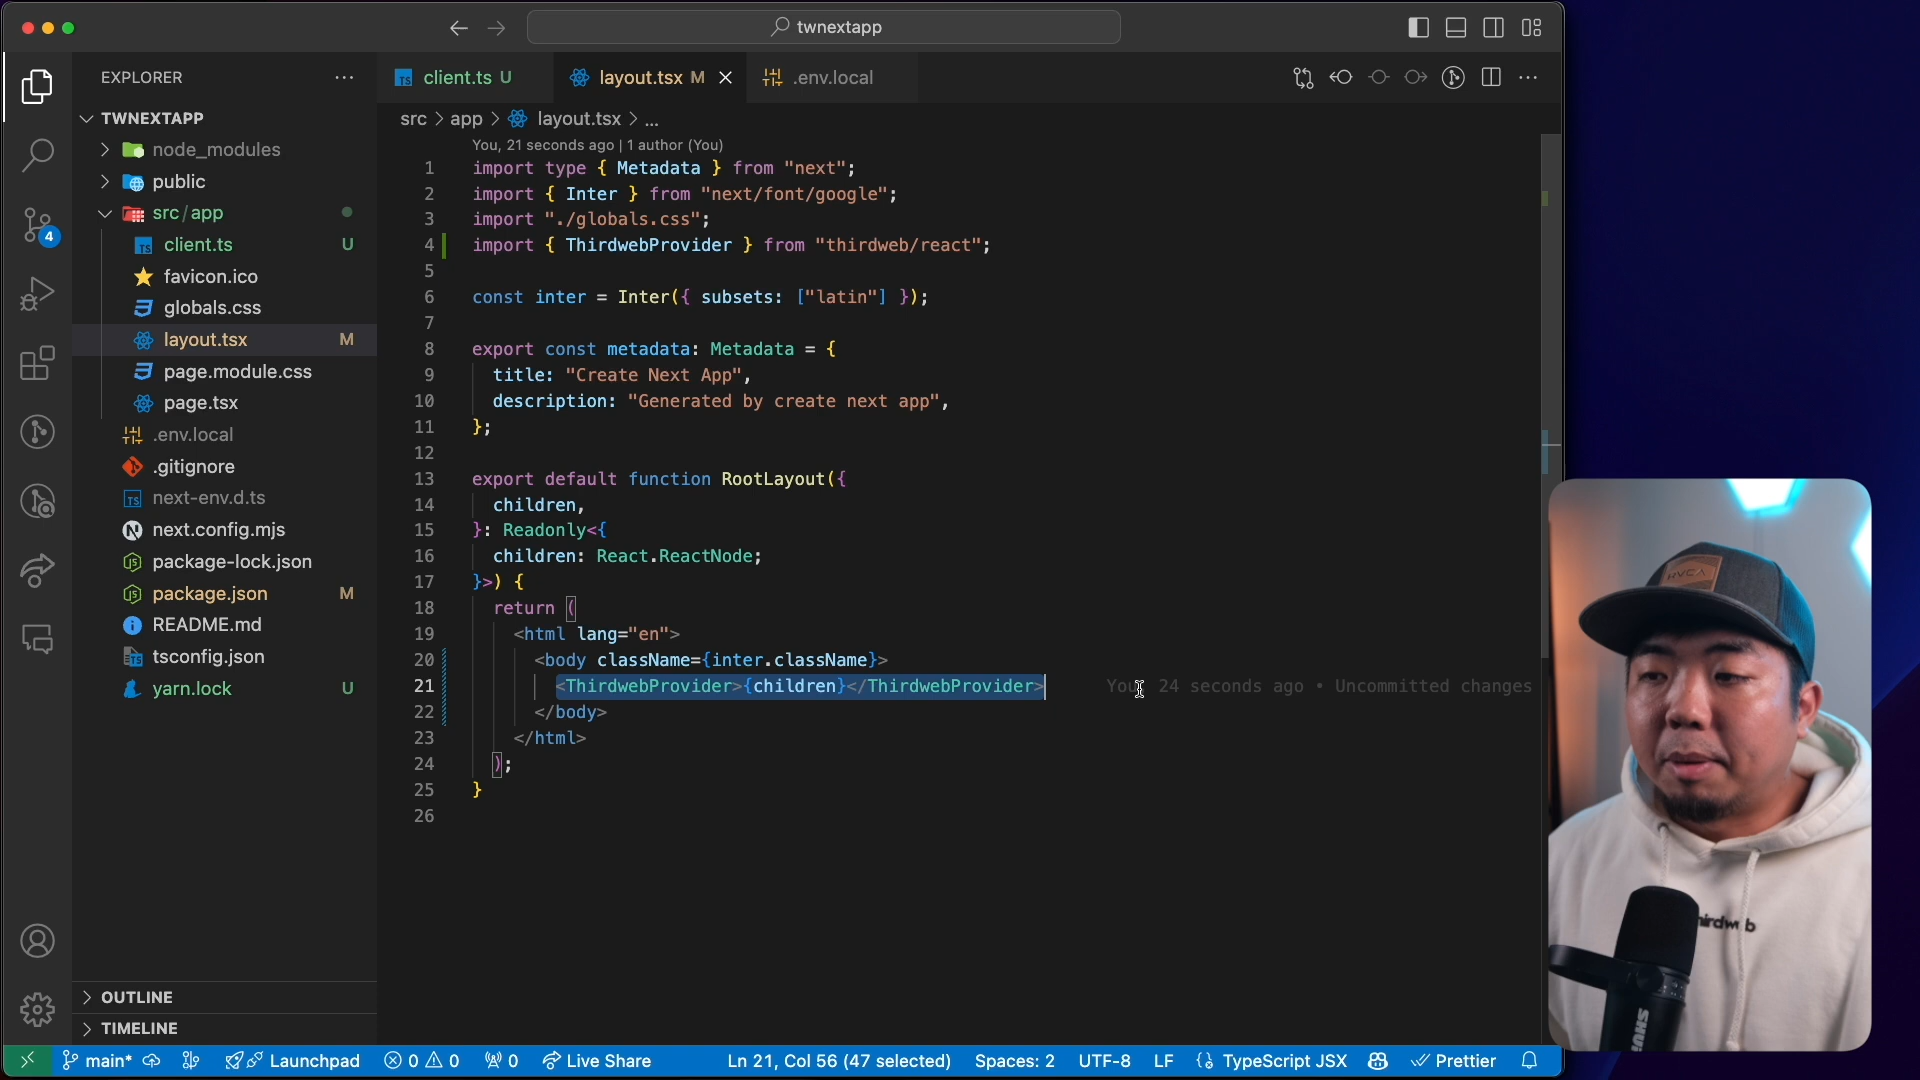 twnextapp
EXPLORER
client.ts U
layout.tsx M
.env.local
TWNEXTAPP
node_modules
public
src/app
client.ts U
favicon.ico
globals.css
layout.tsx M
page.module.css
page.tsx
.env.local
.gitignore
next-env.d.ts
next.config.mjs
package-lock.json
package.json M
README.md
tsconfig.json
yarn.lock U
4
OUTLINE
TIMELINE
src > app > layout.tsx > ...
You, 21 seconds ago | 1 author (You)
1 import type { Metadata } from "next";
2 import { Inter } from "next/font/google";
3 import "./globals.css";
4 import { ThirdwebProvider } from "thirdweb/react";
5
6 const inter = Inter({ subsets: ["latin"] });
7
8 export const metadata: Metadata = {
9 title: "Create Next App",
10 description: "Generated by create next app",
11 };
12
13 export default function RootLayout({
14 children,
15 }: Readonly<{
16 children: React.ReactNode;
17 }>) {
18 return (
19 <html lang="en">
20 <body className={inter.className}>
21 <ThirdwebProvider>{children}</ThirdwebProvider> You, 24 seconds ago • Uncommitted changes
22 </body>
23 </html>
24 );
25 }
26
main*
Launchpad
0 0
0
Live Share
Ln 21, Col 56 (47 selected)
Spaces: 2
UTF-8
LF
TypeScript JSX
Prettier
HVCA